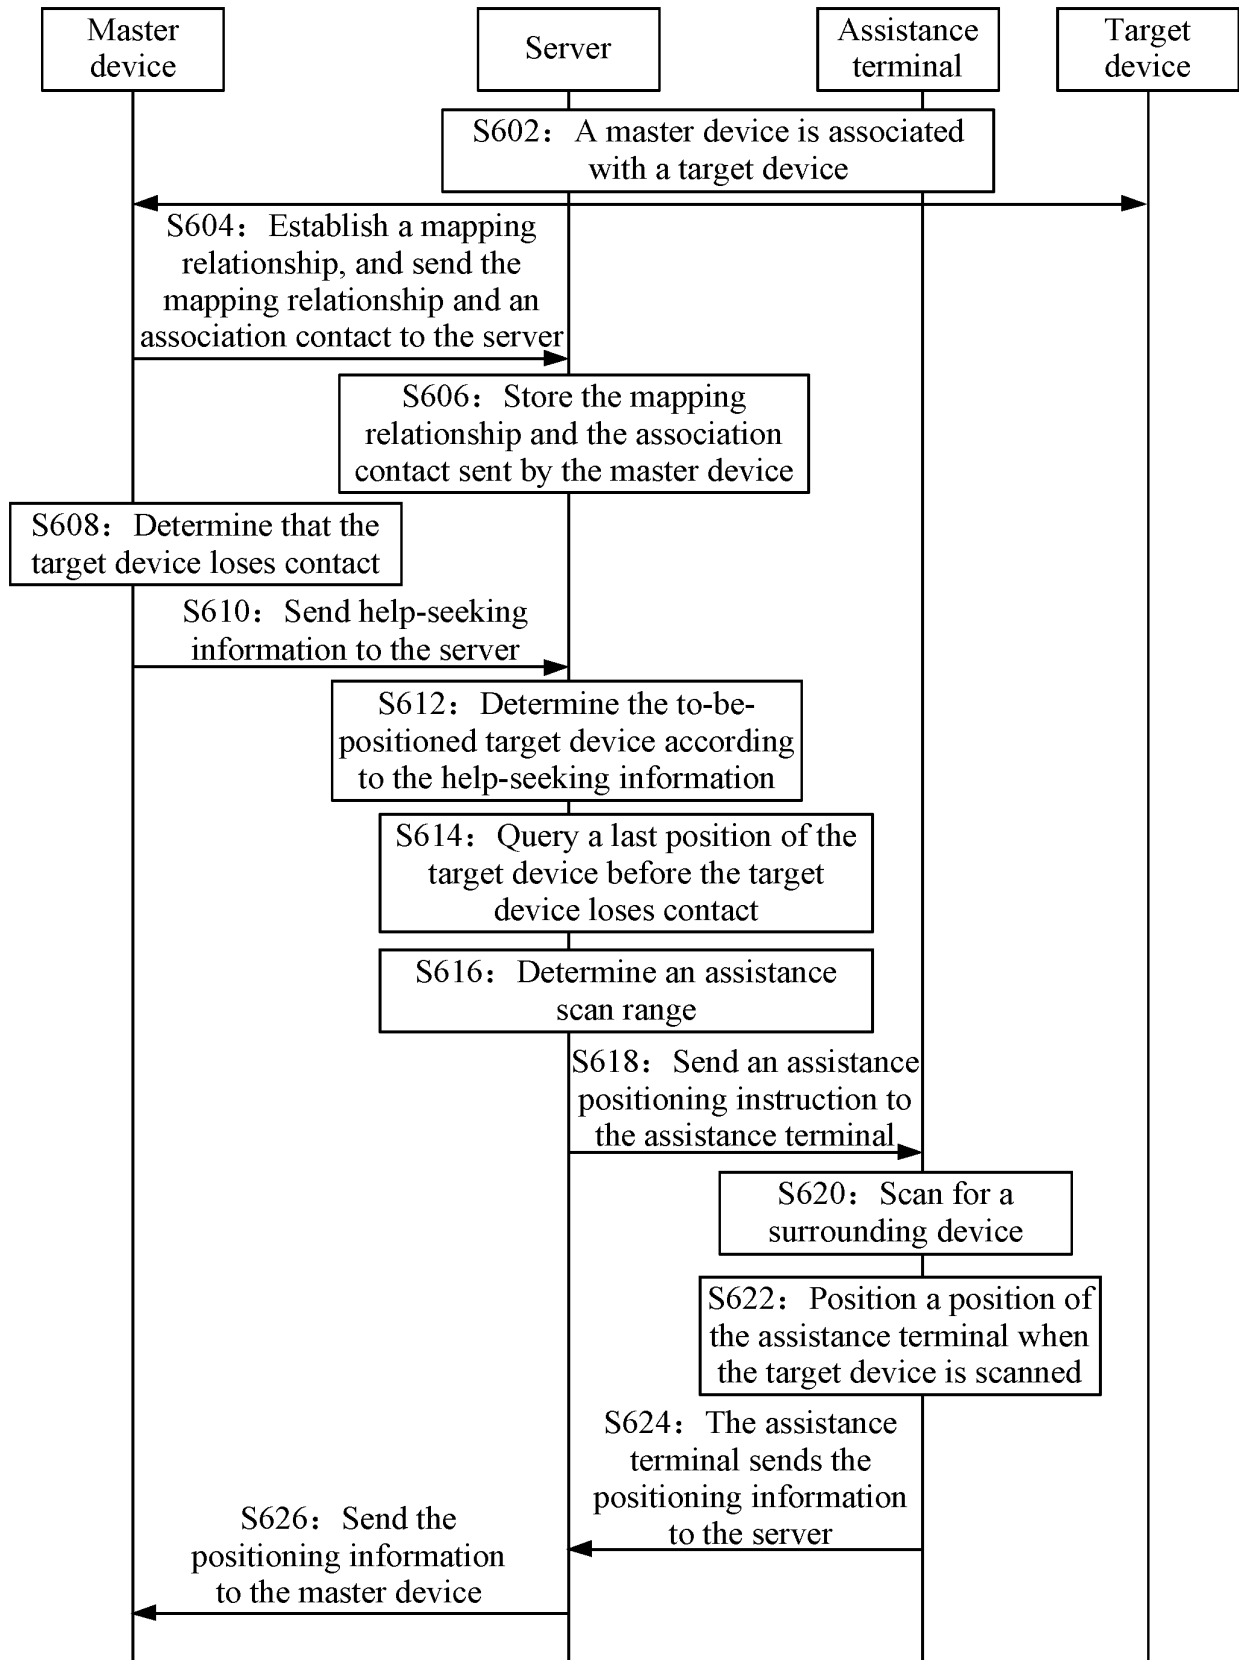 Master
device
Server
Assistance
terminal
Target
device
S602：A master device is associated
with a target device
S604：Establish a mapping
relationship, and send the
mapping relationship and an
association contact to the server
S606：Store the mapping
relationship and the association
contact sent by the master device
S608：Determine that the
target device loses contact
S610：Send help-seeking
information to the server
S612：Determine the to-be-
positioned target device according
to the help-seeking information
S614：Query a last position of the
target device before the target
device loses contact
S616：Determine an assistance
scan range
S618：Send an assistance
positioning instruction to
the assistance terminal
S620：Scan for a
surrounding device
S622：Position a position of
the assistance terminal when
the target device is scanned
S624：The assistance
terminal sends the
positioning information
to the server
S626：Send the
positioning information
to the master device